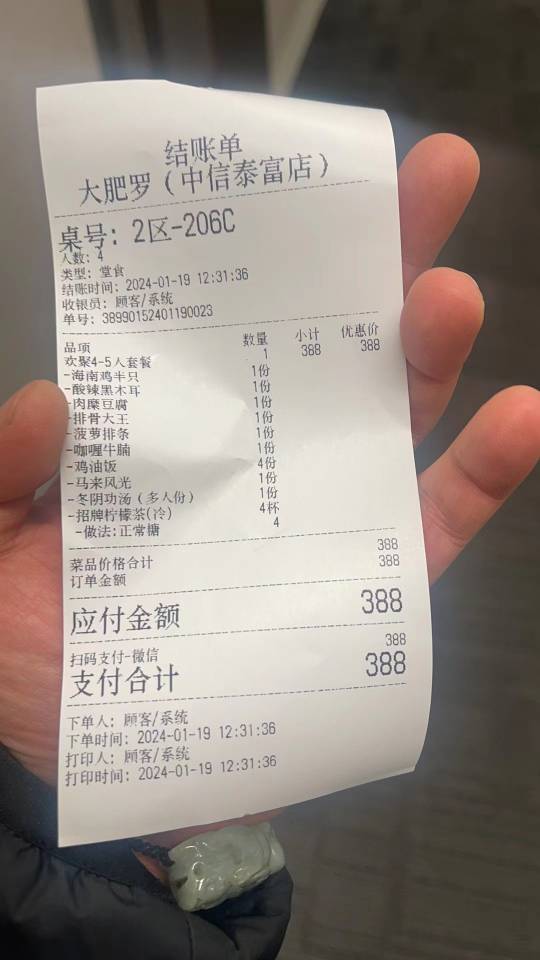 结账单
大肥罗（中信泰富店）
桌号：2区-206C
人数：4
类型：堂食
结账时间：2024-01-19 12:31:36
收银员：顾客/系统
单号：38990152401190023
品项 数量 小计 优惠价
欢聚4-5人套餐 1 388 388
-海南鸡半只 1份
-酸辣黑木耳 1份
-肉糜豆腐 1份
-排骨大王 1份
-菠萝排条 1份
-咖喱牛腩 1份
-鸡油饭 4份
-马来风光 1份
-冬阴功汤（多人份） 1份
-招牌柠檬茶(冷) 4杯
-做法:正常糖 4
菜品价格合计 388
订单金额 388
应付金额 388
扫码支付-微信 388
支付合计 388
下单人：顾客/系统
下单时间：2024-01-19 12:31:36
打印人：顾客/系统
打印时间：2024-01-19 12:31:36